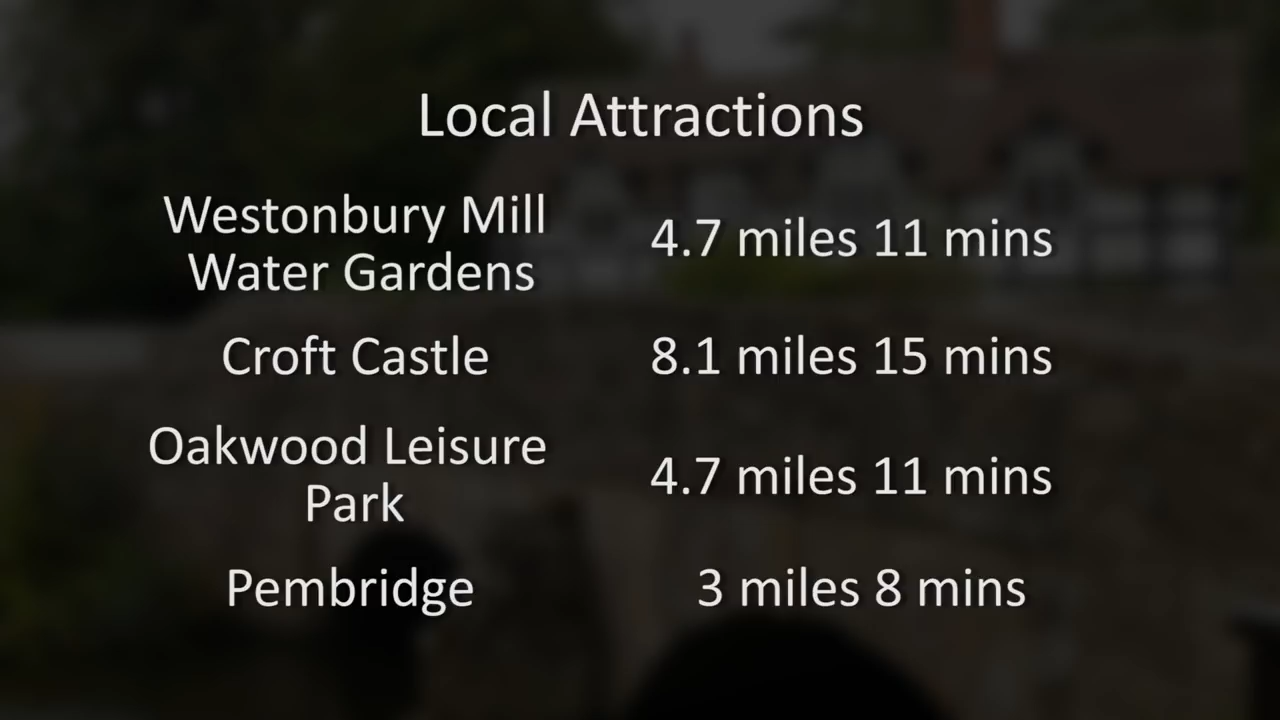 Local Attractions
Westonbury Mill
Water Gardens
4.7 miles 11 mins
Croft Castle
8.1 miles 15 mins
Oakwood Leisure
Park
4.7 miles 11 mins
Pembridge
3 miles 8 mins